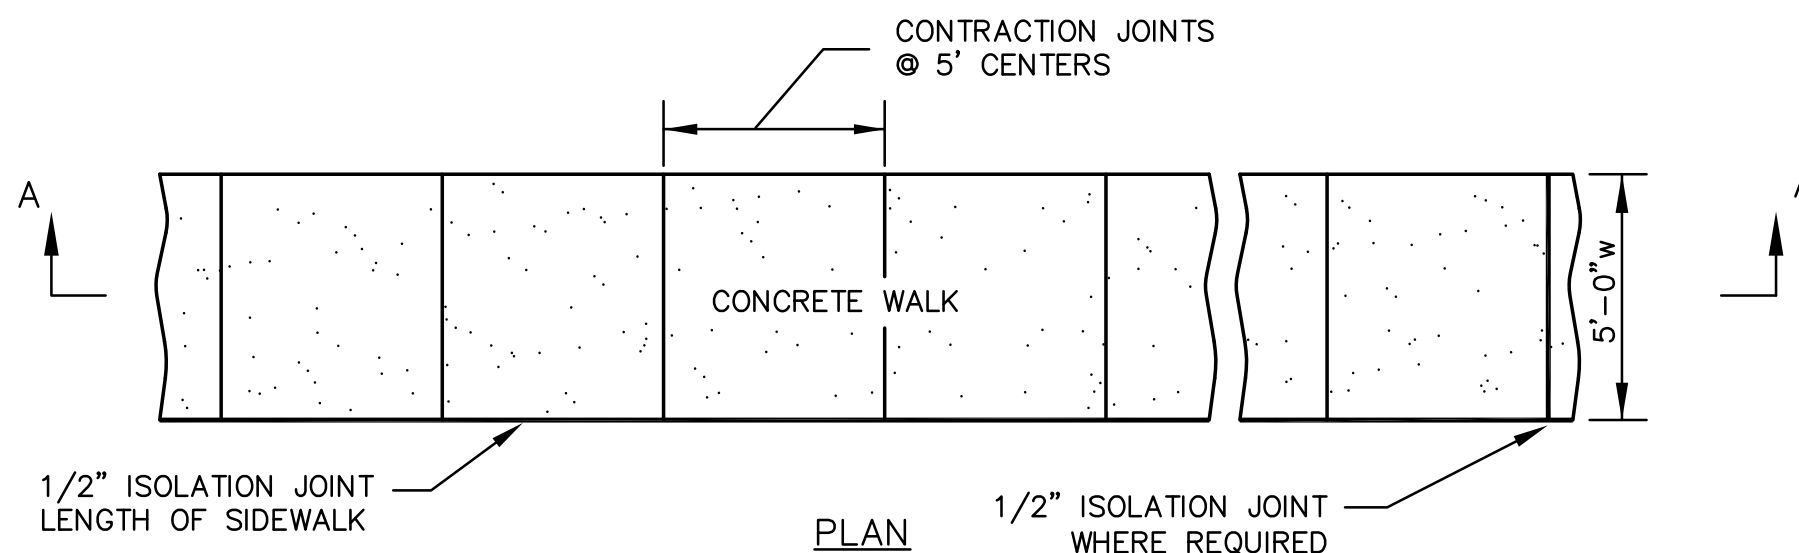 CONTRACTION JOINTS
@ 5' CENTERS
A
CONCRETE WALK
5'-0"w
1/2" ISOLATION JOINT
LENGTH OF SIDEWALK
1/2" ISOLATION JOINT
WHERE REQUIRED
PLAN